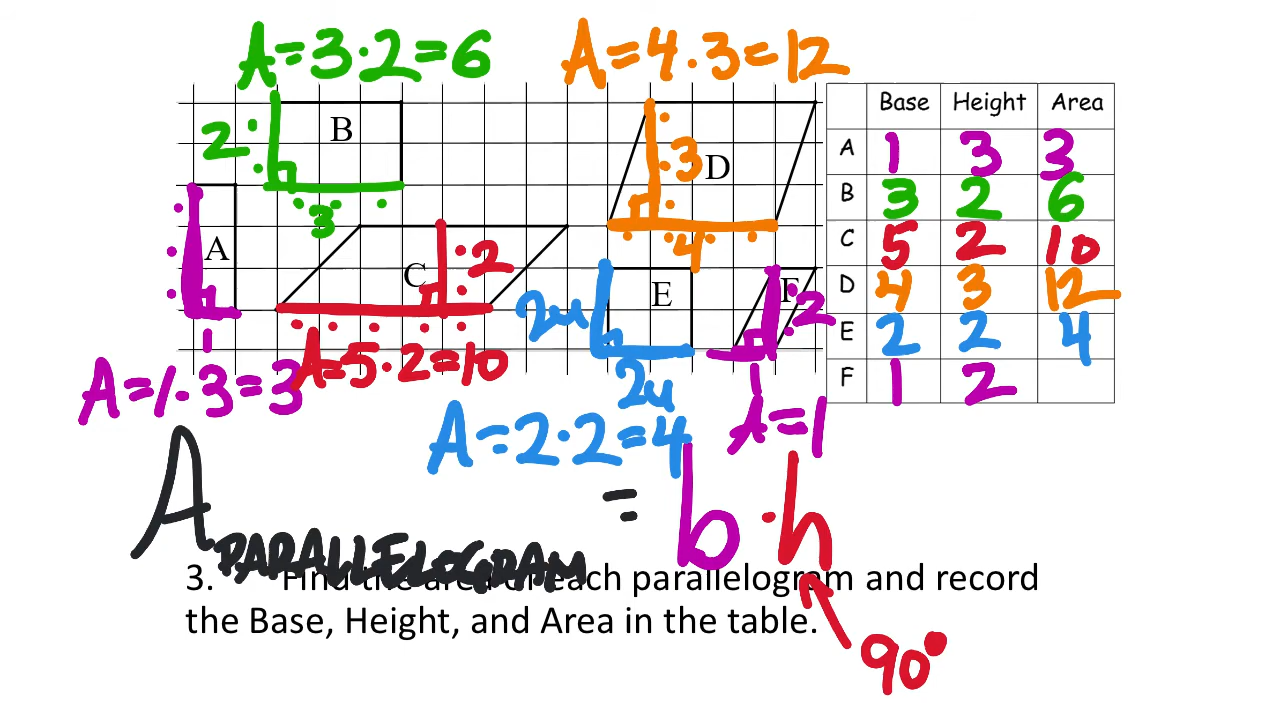 A=3·2=6
A=4·3=12
Base Height Area
A 1 3 3
B 3 2 6
C 5 2 10
D 4 3 12
E 2 2 4
F 1 2
B
2
3
D
3
4
A
1
C
2
E
2u
2u
F
2
1
A=1·3=3
A=5·2=10
A=2·2=4
A=1
A PARALLELOGRAM = b·h
3. Find the area of each parallelogram and record
the Base, Height, and Area in the table.
90°